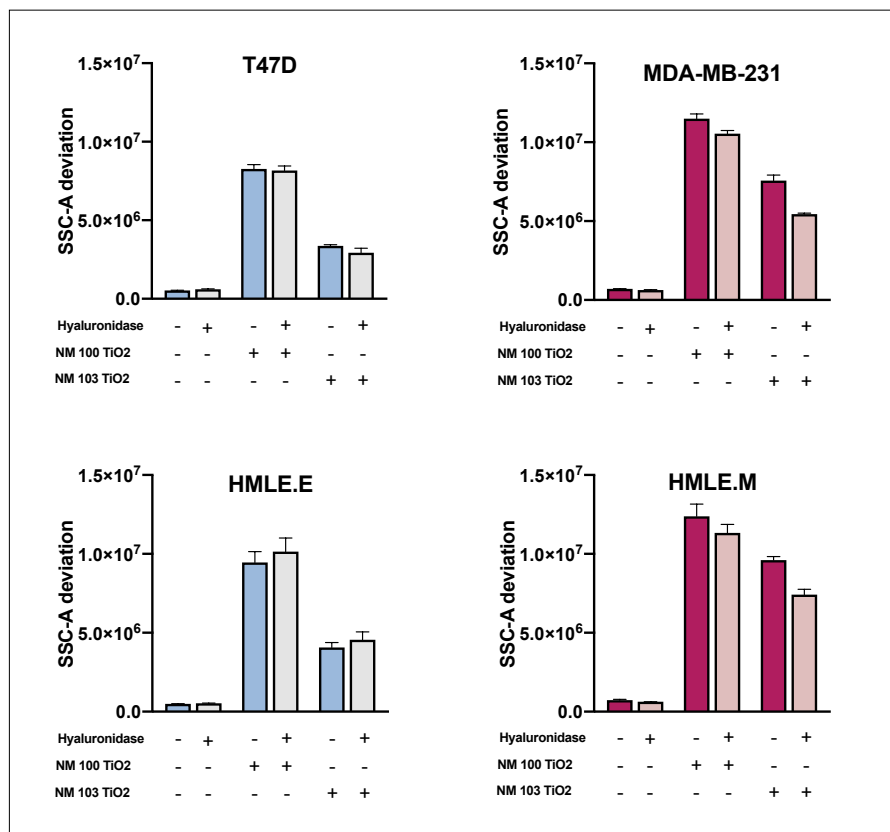 T47D
1.5×10⁷
1.0×10⁷
5.0×10⁶
0.0
SSC-A deviation
Hyaluronidase - + - + - +
NM 100 TiO2 - - + + - -
NM 103 TiO2 - - - - + +
MDA-MB-231
1.5×10⁷
1.0×10⁷
5.0×10⁶
0.0
SSC-A deviation
Hyaluronidase - + - + - +
NM 100 TiO2 - - + + - -
NM 103 TiO2 - - - - + +
HMLE.E
1.5×10⁷
1.0×10⁷
5.0×10⁶
0.0
SSC-A deviation
Hyaluronidase - + - + - +
NM 100 TiO2 - - + + - -
NM 103 TiO2 - - - - + +
HMLE.M
1.5×10⁷
1.0×10⁷
5.0×10⁶
0.0
SSC-A deviation
Hyaluronidase - + - + - +
NM 100 TiO2 - - + + - -
NM 103 TiO2 - - - - + +